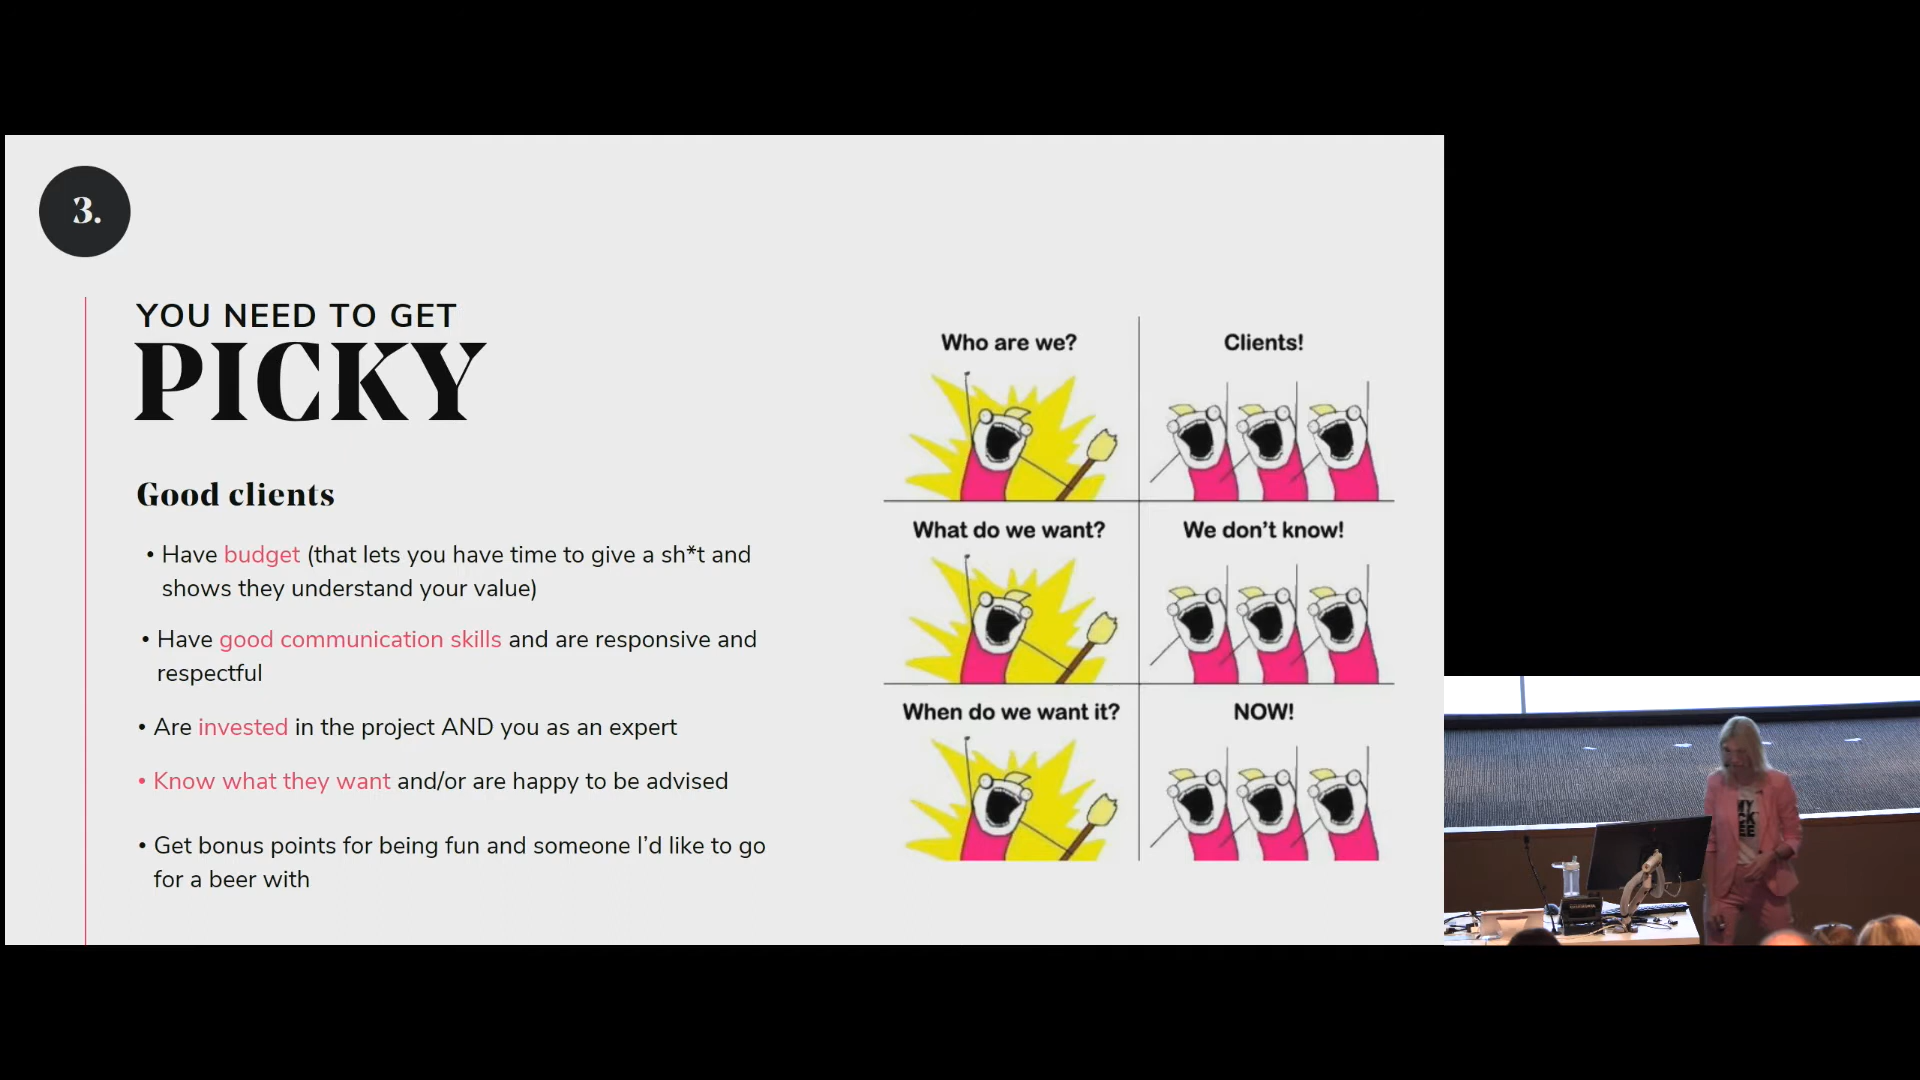 3.
YOU NEED TO GET
PICKY
Good clients
• Have budget (that lets you have time to give a sh*t and
shows they understand your value)
• Have good communication skills and are responsive and
respectful
• Are invested in the project AND you as an expert
• Know what they want and/or are happy to be advised
• Get bonus points for being fun and someone I'd like to go
for a beer with
Who are we?
Clients!
What do we want?
We don't know!
When do we want it?
NOW!